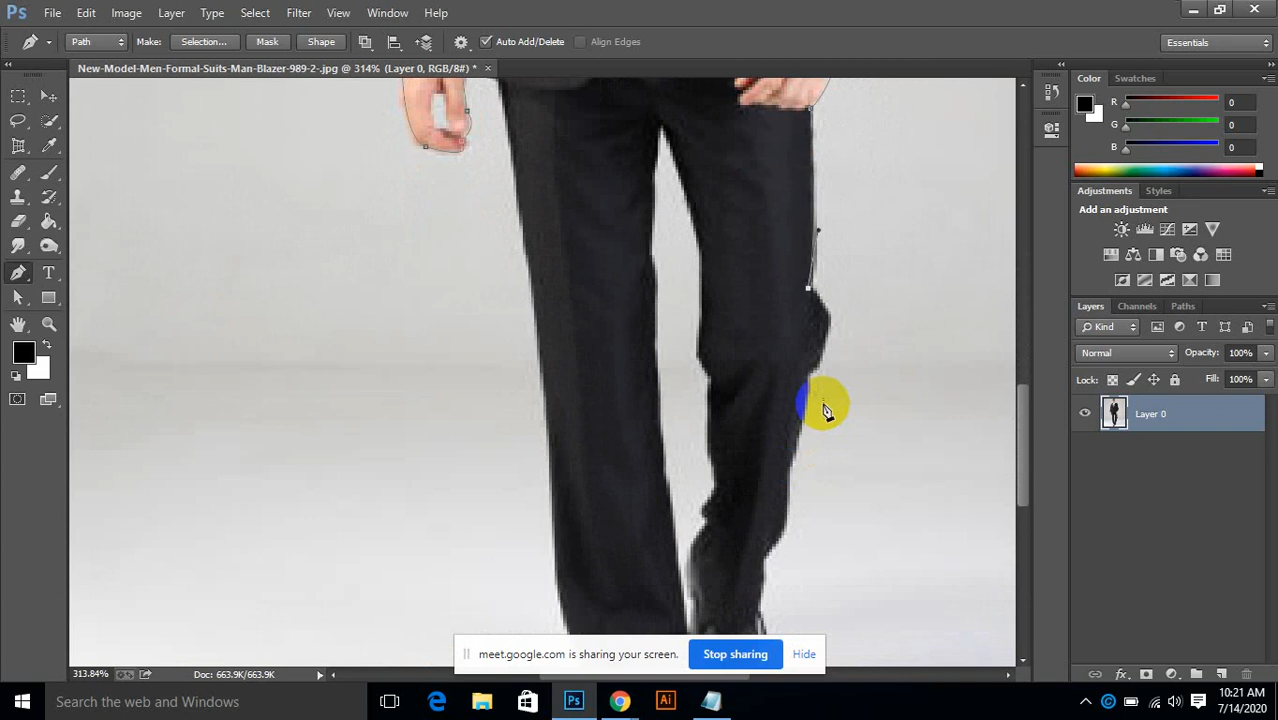 Ps File Edit Image Layer Type Select Filter View Window Help
Path Make: Selection... Mask Shape Auto Add/Delete Align Edges Essentials
New-Model-Men-Formal-Suits-Man-Blazer-989-2-.jpg @ 314% (Layer 0, RGB/8#) * ×
Color Swatches
R 0
G 0
B 0
Adjustments Styles
Add an adjustment
Layers Channels Paths
Kind
Normal Opacity: 100%
Lock: Fill: 100%
Layer 0
meet.google.com is sharing your screen. Stop sharing Hide
313.84% Doc: 663.9K/663.9K
Search the web and Windows
10:21 AM
7/14/2020